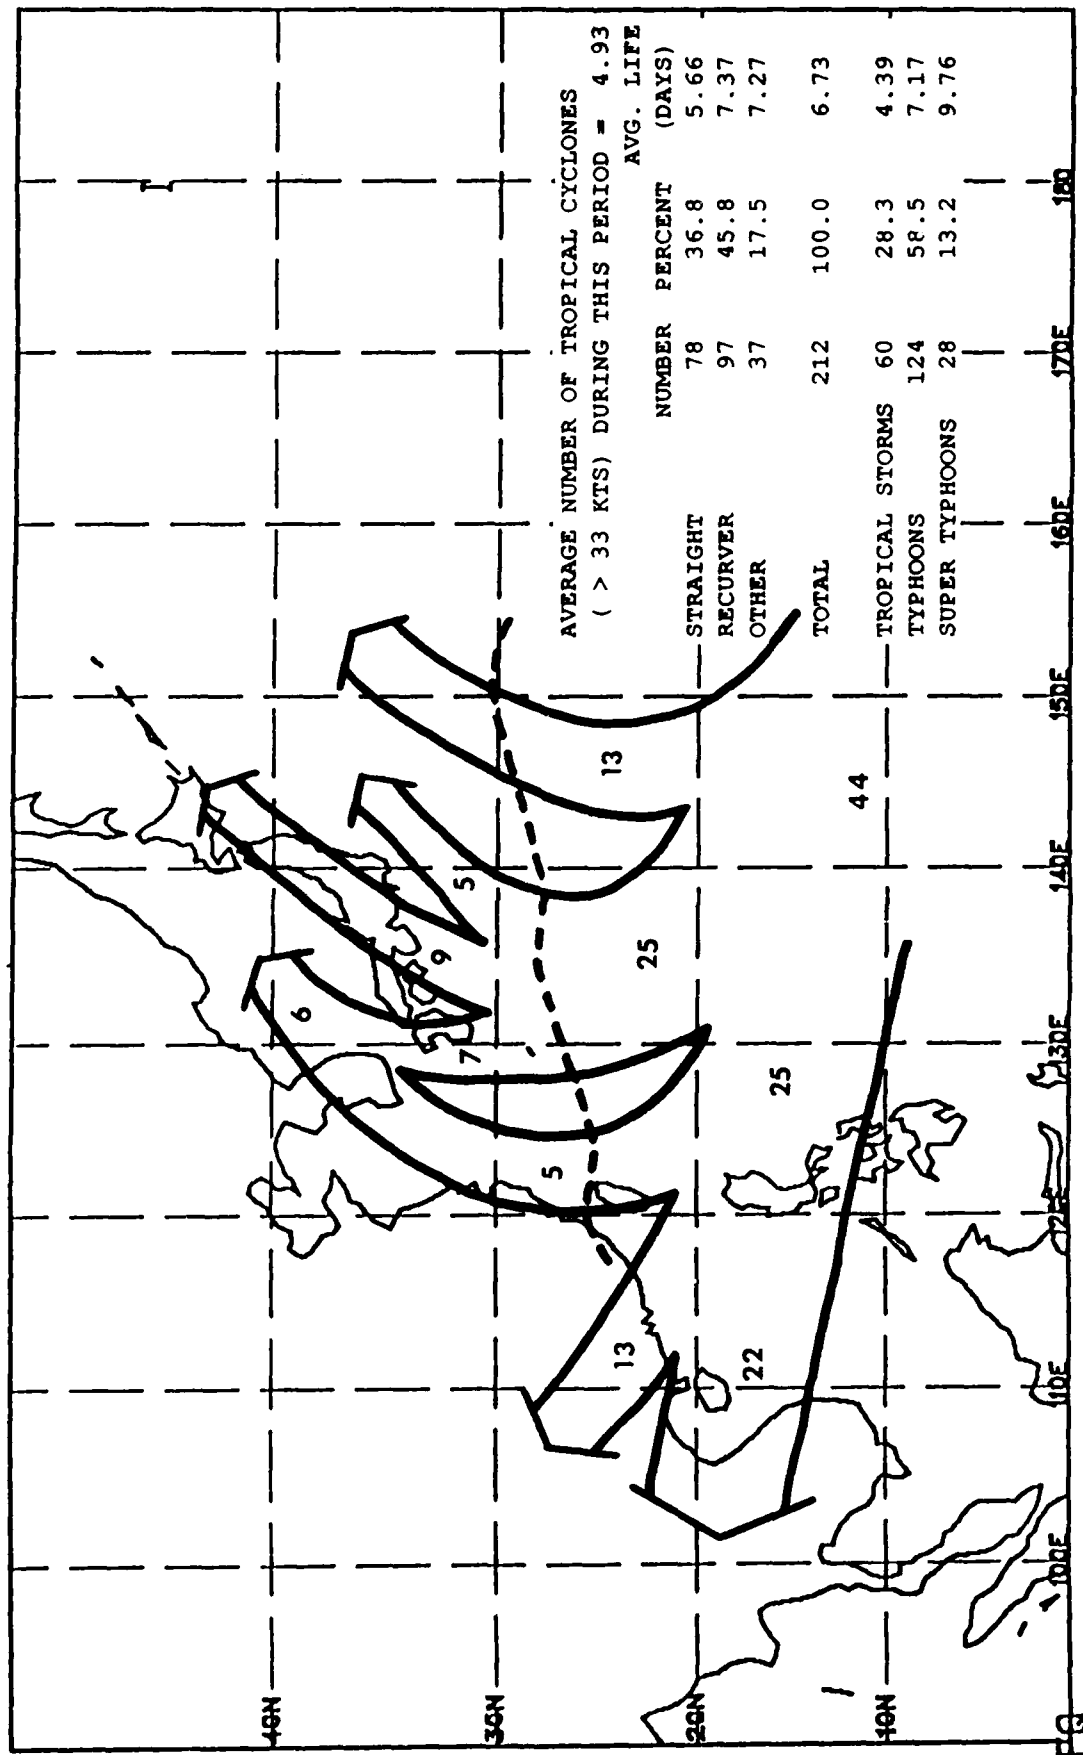 AVERAGE NUMBER OF TROPICAL CYCLONES
( > 33 KTS) DURING THIS PERIOD = 4.93
AVG. LIFE
NUMBER PERCENT (DAYS)
STRAIGHT 78 36.8 5.66
RECURVER 97 45.8 7.37
OTHER 37 17.5 7.27
TOTAL 212 100.0 6.73
TROPICAL STORMS 60 28.3 4.39
TYPHOONS 124 58.5 7.17
SUPER TYPHOONS 28 13.2 9.76
40N
30N
20N
10N
6
9
5
7
5
13
25
13
22
25
44
100E
110E
120E
130E
140E
150E
160E
170E
180